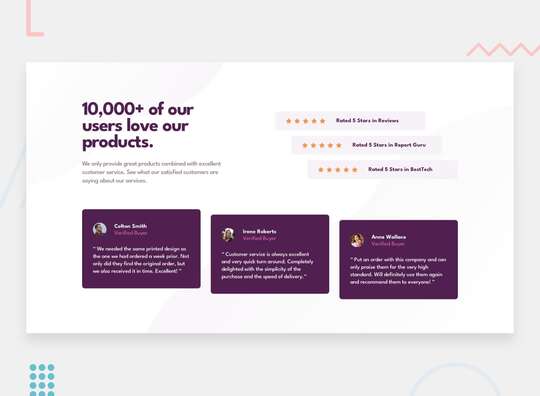 10,000+ of our
users love our
products.
We only provide great products combined with excellent
customer service. See what our satisfied customers are
saying about our services.
Rated 5 Stars in Reviews
Rated 5 Stars in Report Guru
Rated 5 Stars in BestTech
Colton Smith
Verified Buyer
“ We needed the same printed design as
the one we had ordered a week prior. Not
only did they find the original order, but
we also received it in time. Excellent! ”
Irene Roberts
Verified Buyer
“ Customer service is always excellent
and very quick turn around. Completely
delighted with the simplicity of the
purchase and the speed of delivery. ”
Anne Wallace
Verified Buyer
“ Put an order with this company and can
only praise them for the very high
standard. Will definitely use them again
and recommend them to everyone! ”